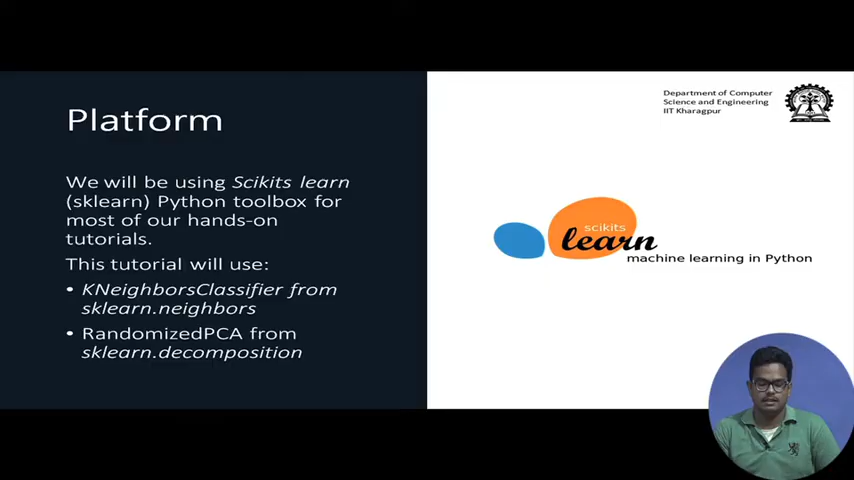 Platform
We will be using Scikits learn
(sklearn) Python toolbox for
most of our hands-on
tutorials.
This tutorial will use:
• KNeighborsClassifier from
sklearn.neighbors
• RandomizedPCA from
sklearn.decomposition
Department of Computer
Science and Engineering
IIT Kharagpur
scikits
learn
machine learning in Python